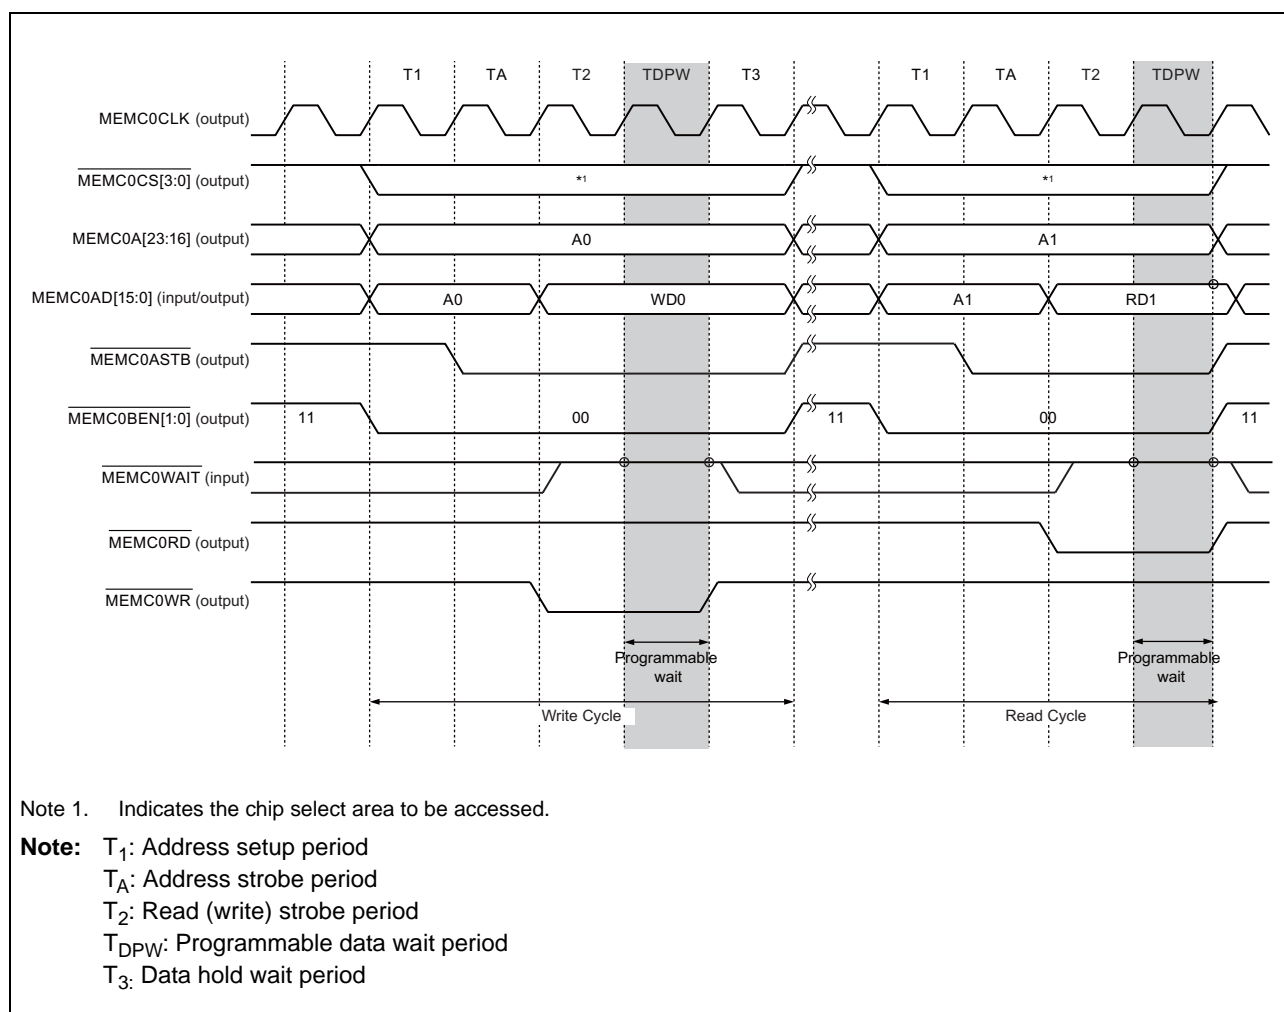 T1 TA T2 TDPW T3 T1 TA T2 TDPW
MEMC0CLK (output)
MEMC0CS[3:0] (output) *1 *1
MEMC0A[23:16] (output) A0 A1
MEMC0AD[15:0] (input/output) A0 WD0 A1 RD1
MEMC0ASTB (output)
MEMC0BEN[1:0] (output) 11 00 11 00 11
MEMC0WAIT (input)
MEMC0RD (output)
MEMC0WR (output)
Programmable Programmable
wait wait
Write Cycle Read Cycle
Note 1. Indicates the chip select area to be accessed.
Note: T1: Address setup period
TA: Address strobe period
T2: Read (write) strobe period
TDPW: Programmable data wait period
T3: Data hold wait period